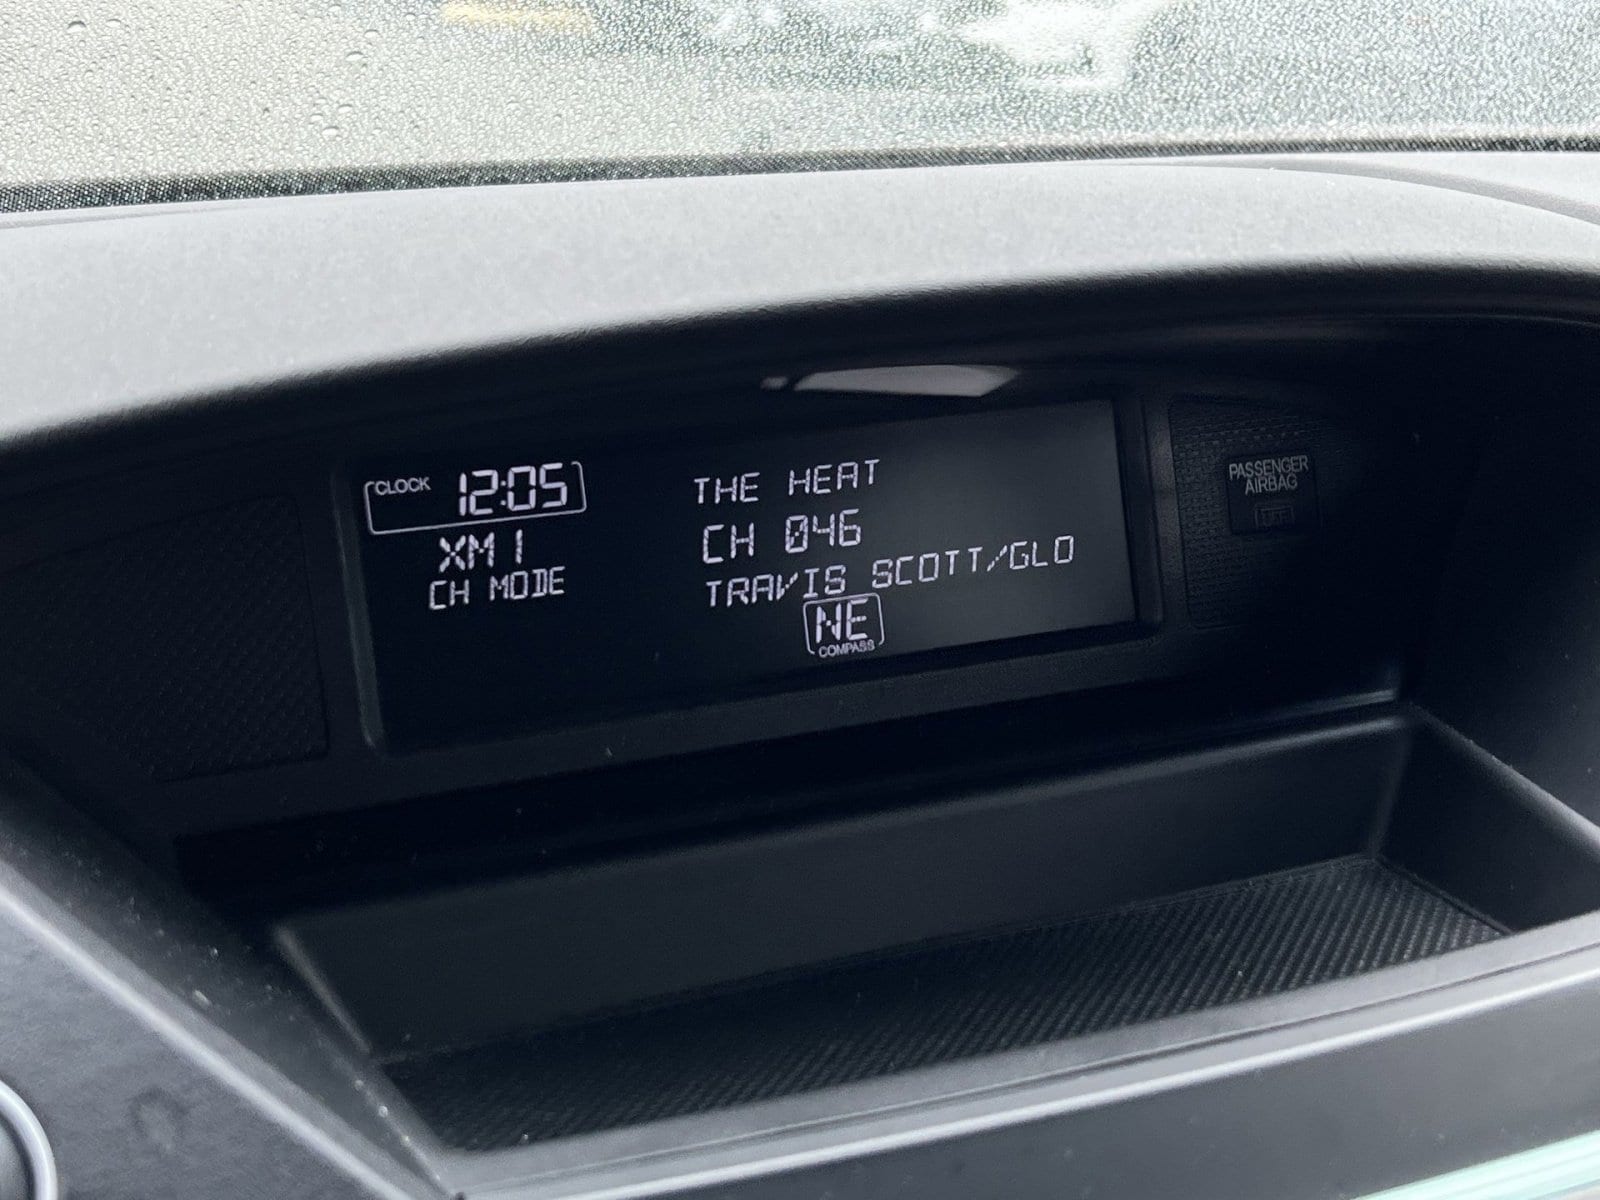 CLOCK 12:05
XM 1
CH MODE
THE HEAT
CH 046
TRAVIS SCOTT/GLO
NE
COMPASS
PASSENGER
AIRBAG
OFF